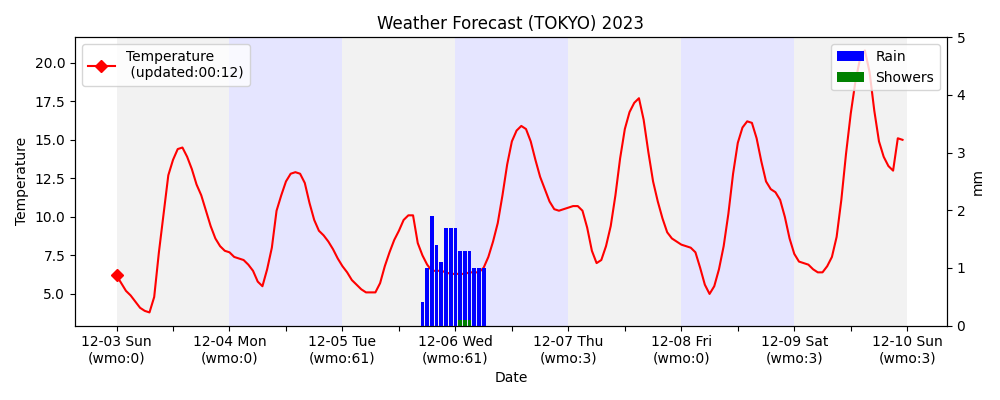 Weather Forecast (TOKYO) 2023
Temperature
(updated:00:12)
Rain
Showers
Temperature
20.0
17.5
15.0
12.5
10.0
7.5
5.0
5
4
3
2
1
0
mm
12-03 Sun 12-04 Mon 12-05 Tue 12-06 Wed 12-07 Thu 12-08 Fri 12-09 Sat 12-10 Sun
(wmo:0) (wmo:0) (wmo:61) (wmo:61) (wmo:3) (wmo:0) (wmo:3) (wmo:3)
Date